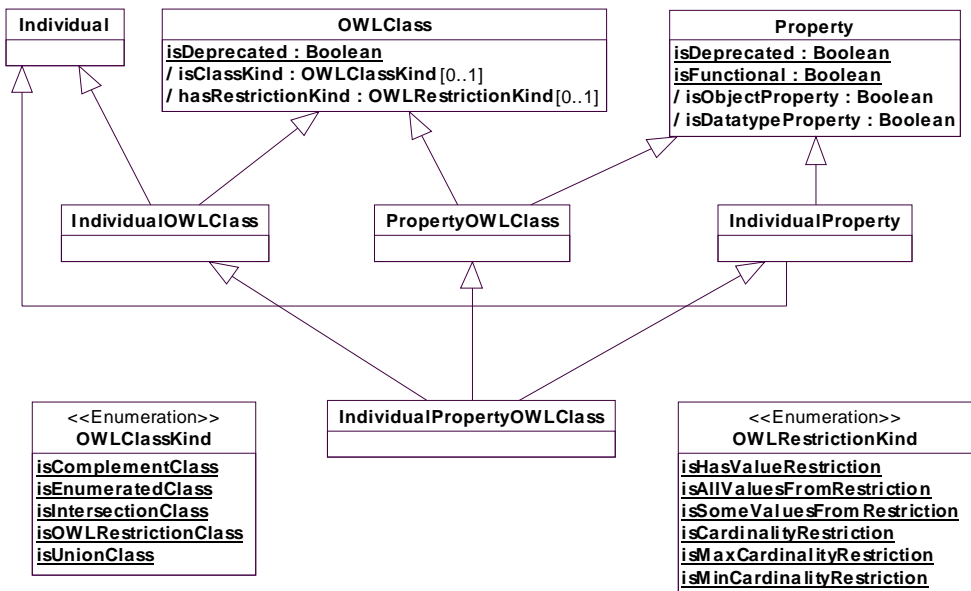 Individual
OWLClass
isDeprecated : Boolean
/ isClassKind : OWLClassKind[0..1]
/ hasRestrictionKind : OWLRestrictionKind[0..1]
Property
isDeprecated : Boolean
isFunctional : Boolean
/ isObjectProperty : Boolean
/ isDatatypeProperty : Boolean
IndividualOWLClass
PropertyOWLClass
IndividualProperty
IndividualPropertyOWLClass
<<Enumeration>>
OWLClassKind
isComplementClass
isEnumeratedClass
isIntersectionClass
isOWLRestrictionClass
isUnionClass
<<Enumeration>>
OWLRestrictionKind
isHasValueRestriction
isAllValuesFromRestriction
isSomeValuesFromRestriction
isCardinalityRestriction
isMaxCardinalityRestriction
isMinCardinalityRestriction